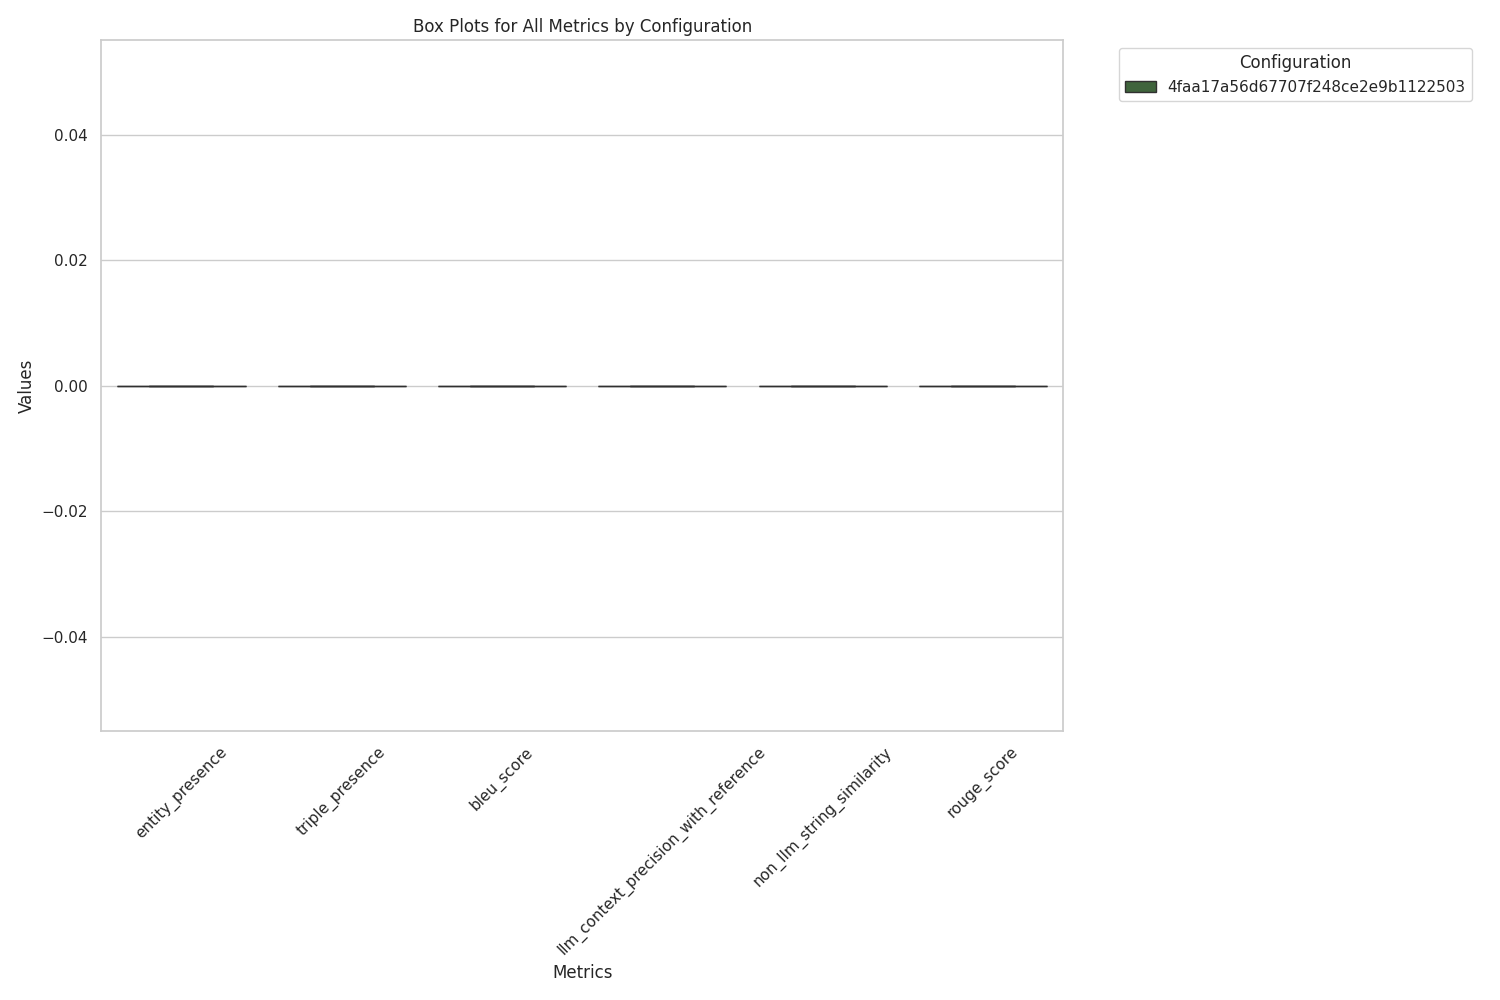 Box Plots for All Metrics by Configuration
Configuration
4faa17a56d67707f248ce2e9b1122503
Values
0.04
0.02
0.00
−0.02
−0.04
entity_presence
triple_presence
bleu_score
llm_context_precision_with_reference
non_llm_string_similarity
rouge_score
Metrics